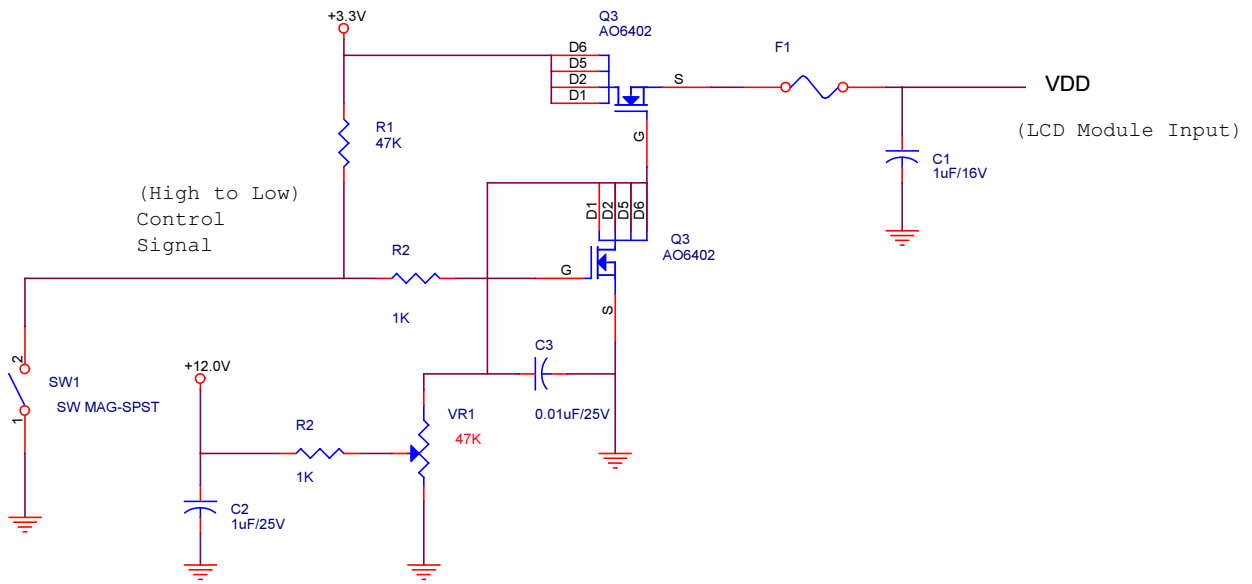 +3.3V
Q3
AO6402
D6
D5
D2
D1
S
G
F1
VDD
(LCD Module Input)
R1
47K
C1
1uF/16V
(High to Low)
Control
Signal
D1
D2
D5
D6
Q3
AO6402
R2
1K
G
S
2
1
SW1
SW MAG-SPST
+12.0V
C3
0.01uF/25V
VR1
47K
R2
1K
C2
1uF/25V